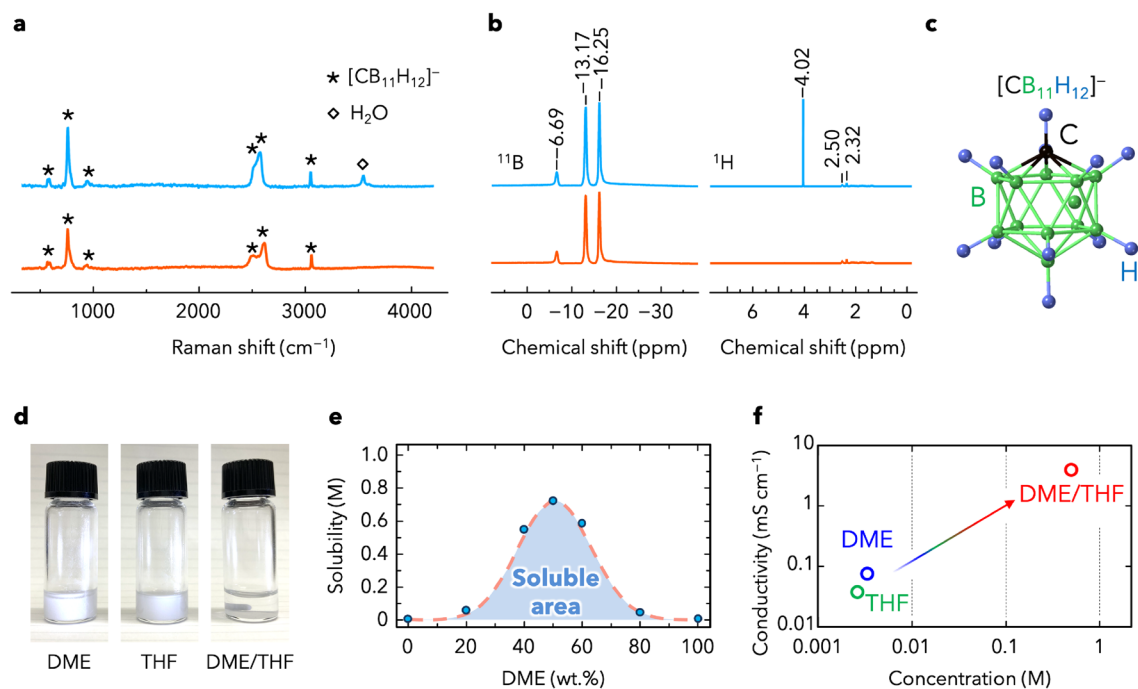 a
[CB₁₁H₁₂]⁻
H₂O
1000 2000 3000 4000
Raman shift (cm⁻¹)
b
−6.69
−13.17
−16.25
¹¹B
0 −10 −20 −30
Chemical shift (ppm)
−4.02
2.50
2.32
¹H
6 4 2 0
Chemical shift (ppm)
c
[CB₁₁H₁₂]⁻
C
B
H
d
DME THF DME/THF
e
Solubility (M)
1.0
0.8
0.6
0.4
0.2
0
Soluble
area
0 20 40 60 80 100
DME (wt.%)
f
Conductivity (mS cm⁻¹)
10
1
0.1
0.01
DME/THF
DME
THF
0.001 0.01 0.1 1
Concentration (M)